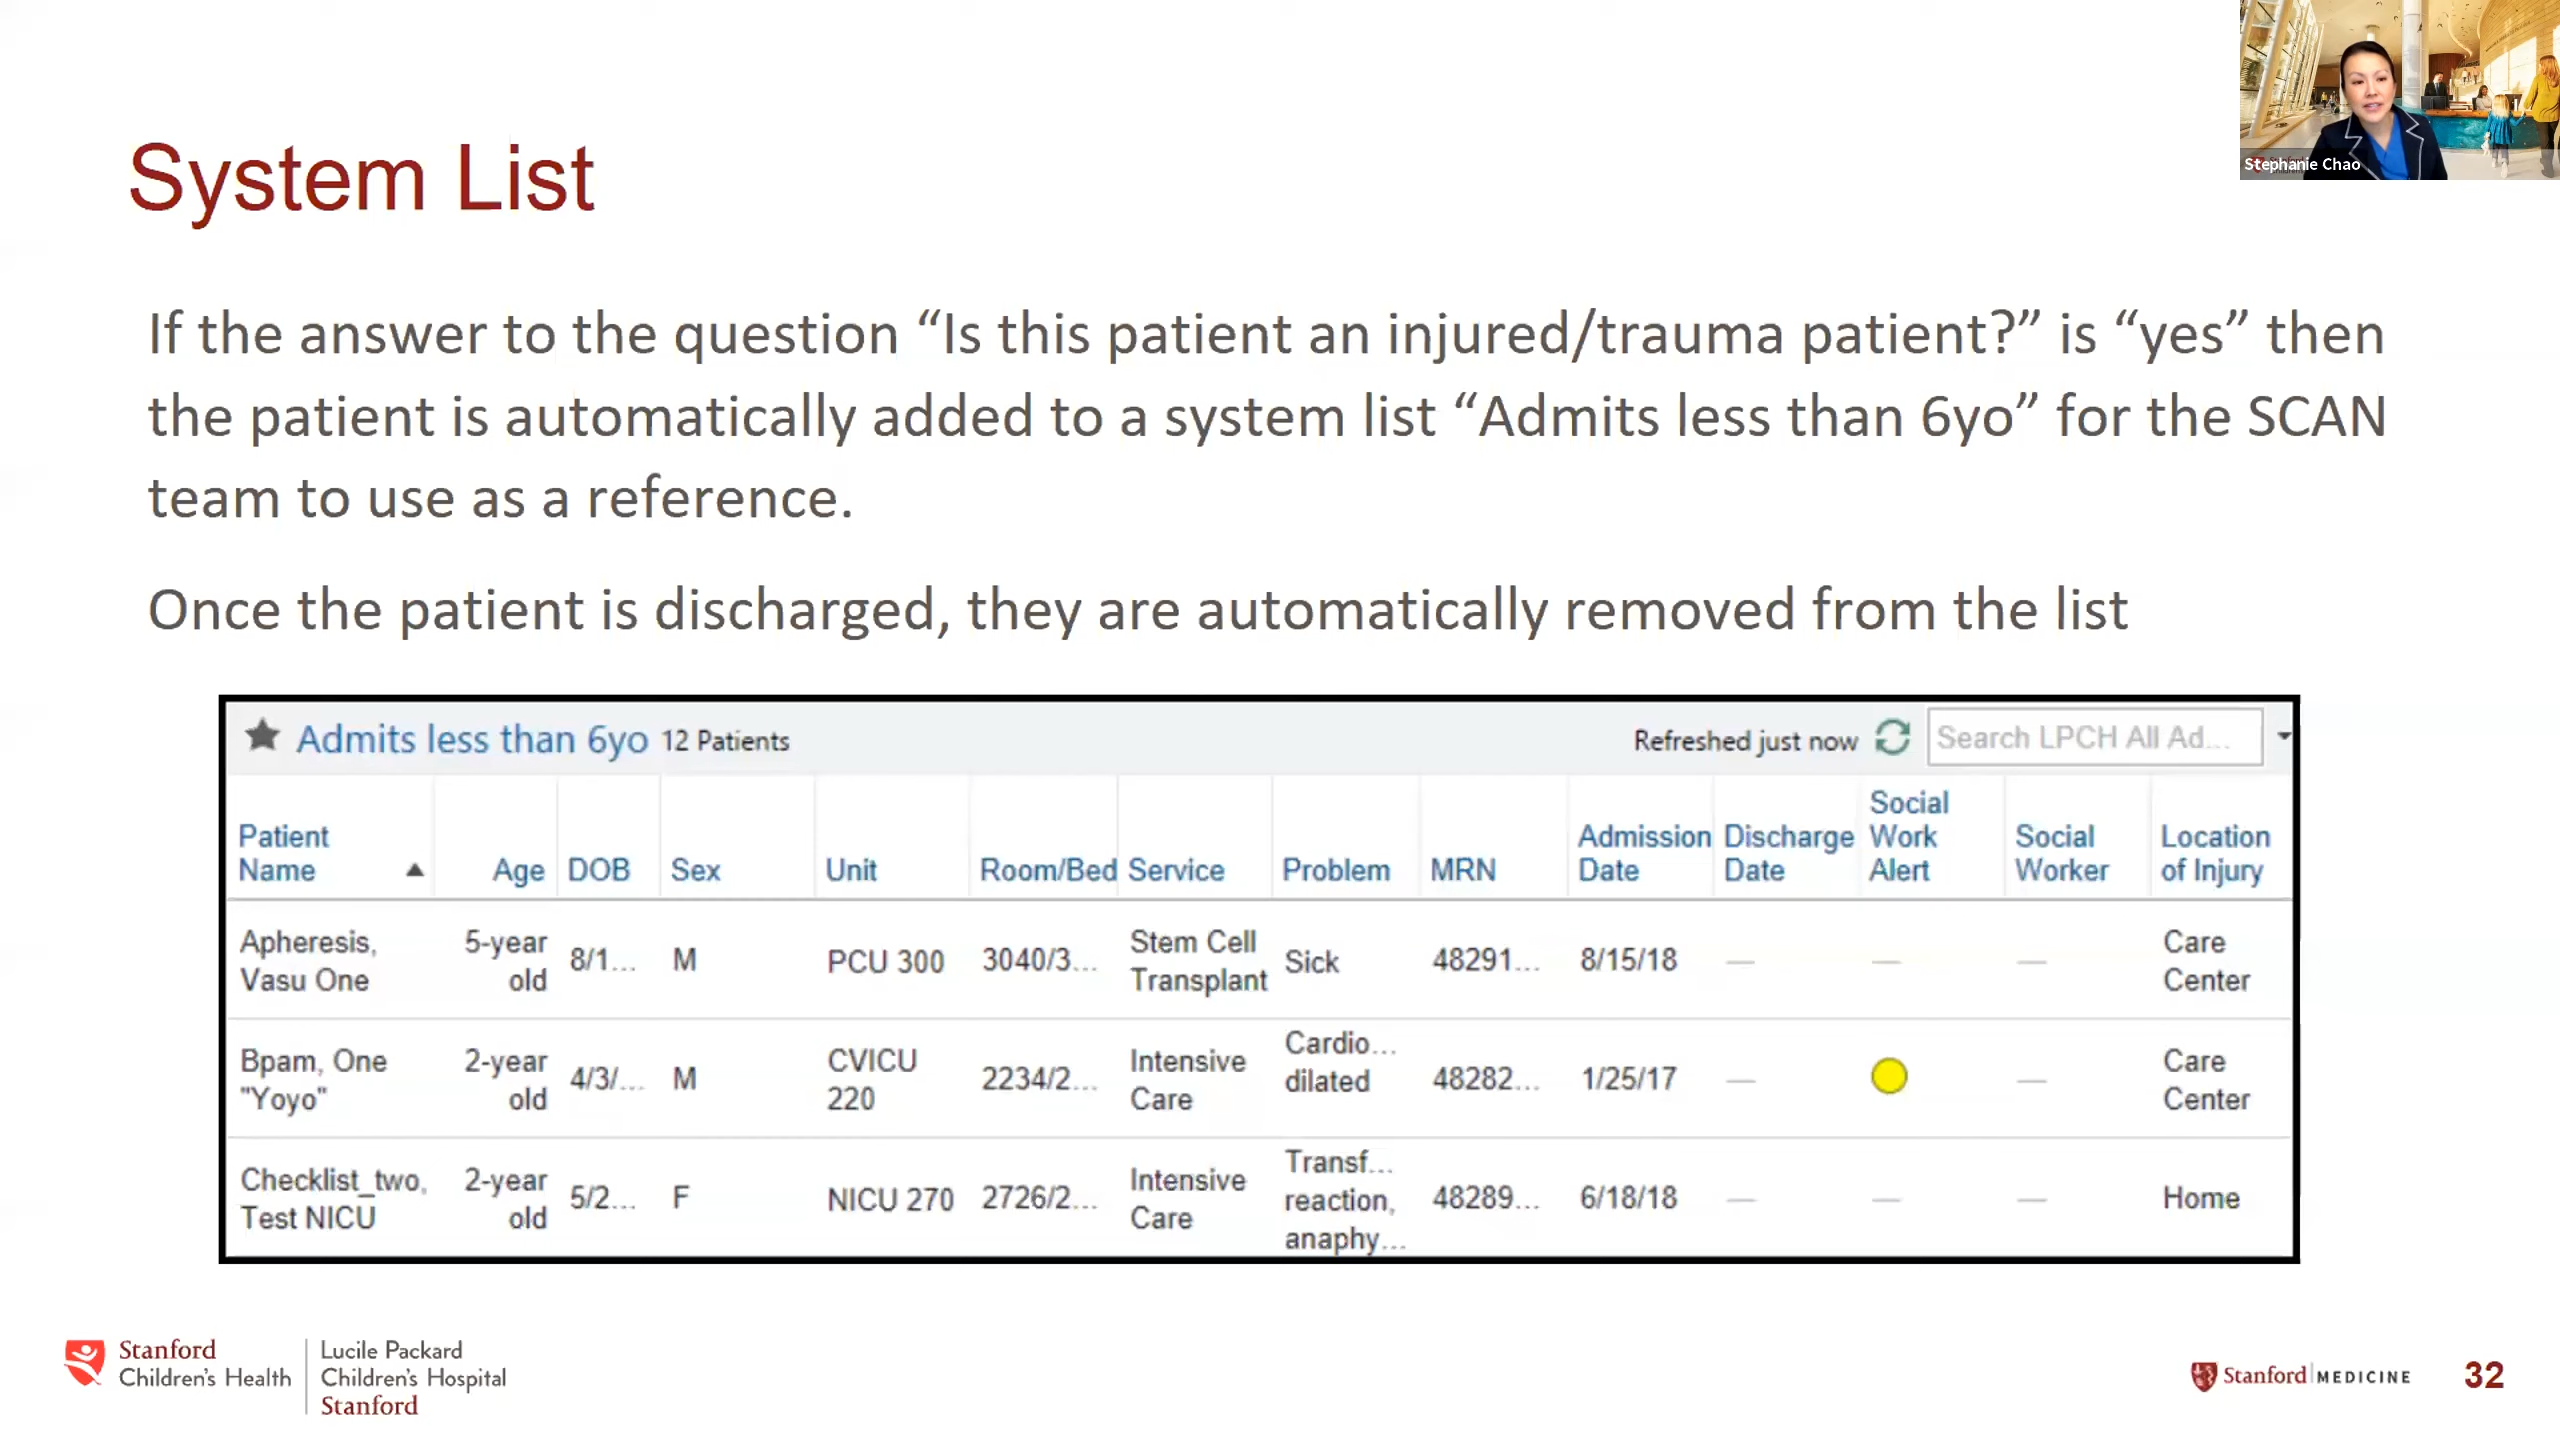 Stephanie Chao
System List
If the answer to the question “Is this patient an injured/trauma patient?” is “yes” then
the patient is automatically added to a system list “Admits less than 6yo” for the SCAN
team to use as a reference.
Once the patient is discharged, they are automatically removed from the list
Admits less than 6yo 12 Patients Refreshed just now Search LPCH All Ad...
Patient Name Age DOB Sex Unit Room/Bed Service Problem MRN Admission Date Discharge Date Social Work Alert Social Worker Location of Injury
Apheresis, Vasu One 5-year old 8/1... M PCU 300 3040/3... Stem Cell Transplant Sick 48291... 8/15/18 — — — Care Center
Bpam, One "Yoyo" 2-year old 4/3/... M CVICU 220 2234/2... Intensive Care Cardio... dilated 48282... 1/25/17 — — Care Center
Checklist_two, Test NICU 2-year old 5/2... F NICU 270 2726/2... Intensive Care Transf... reaction, anaphy... 48289... 6/18/18 — — — Home
Stanford
Children's Health
Lucile Packard
Children's Hospital
Stanford
Stanford MEDICINE
32